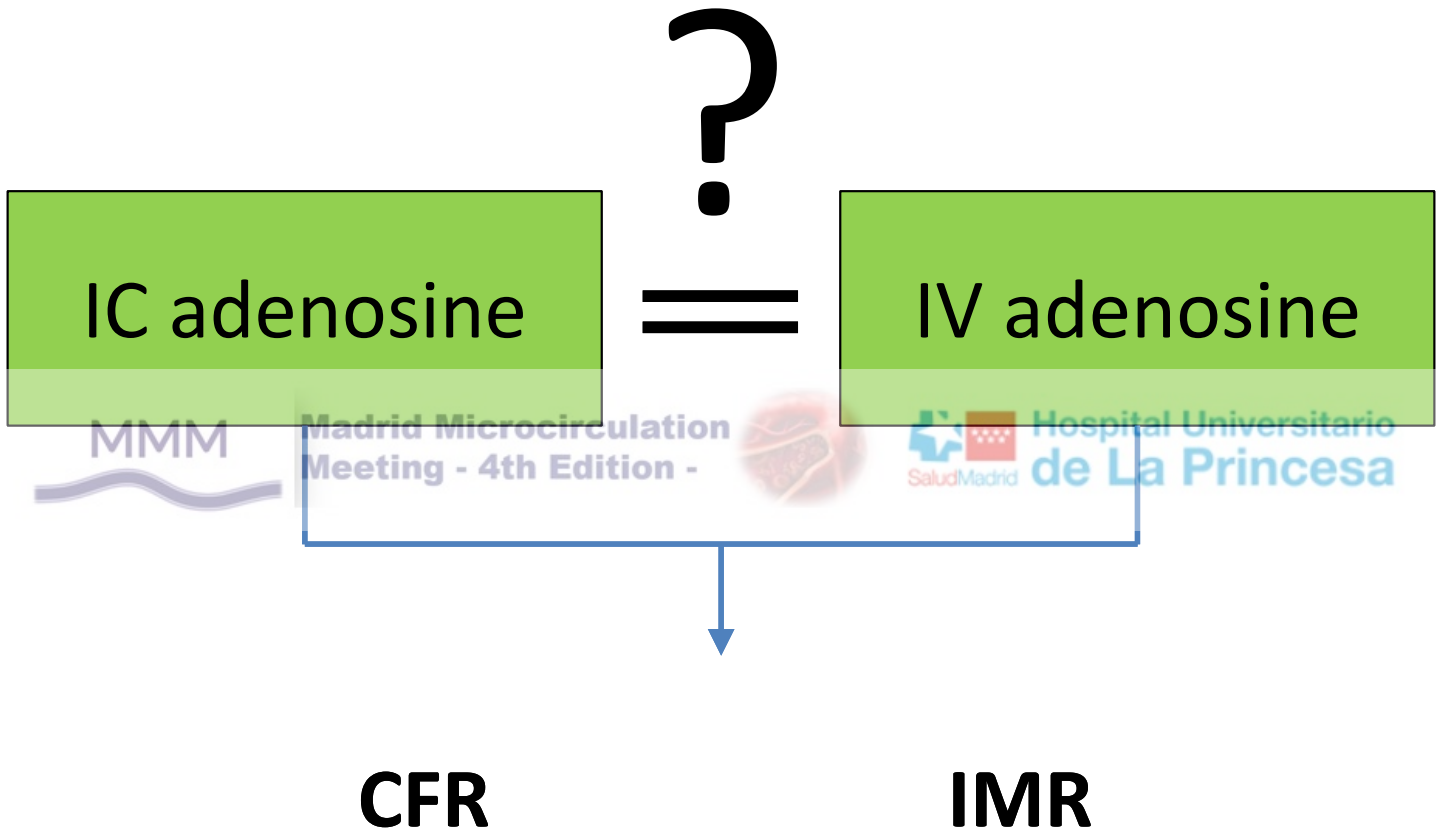 ?
IC adenosine
=
IV adenosine
MMM
Madrid Microcirculation
Meeting - 4th Edition -
SaludMadrid
Hospital Universitario
de La Princesa
CFR
IMR